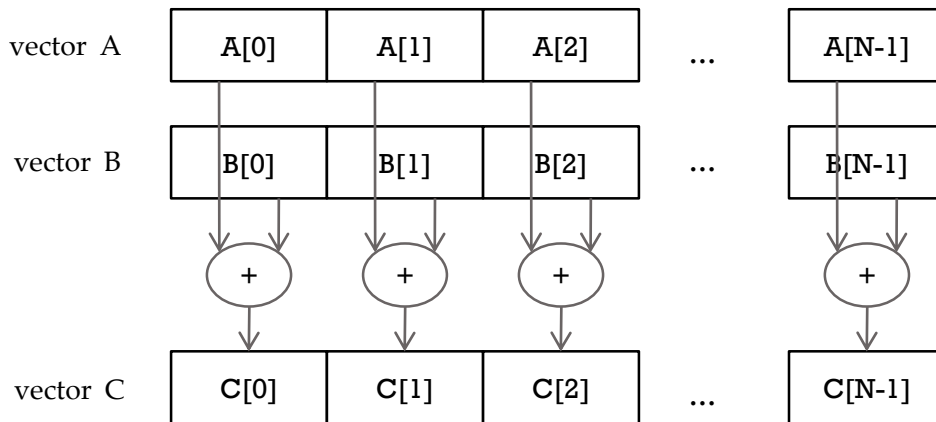 vector A A[0] A[1] A[2] ... A[N-1]
vector B B[0] B[1] B[2] ... B[N-1]
+ + + +
vector C C[0] C[1] C[2] ... C[N-1]